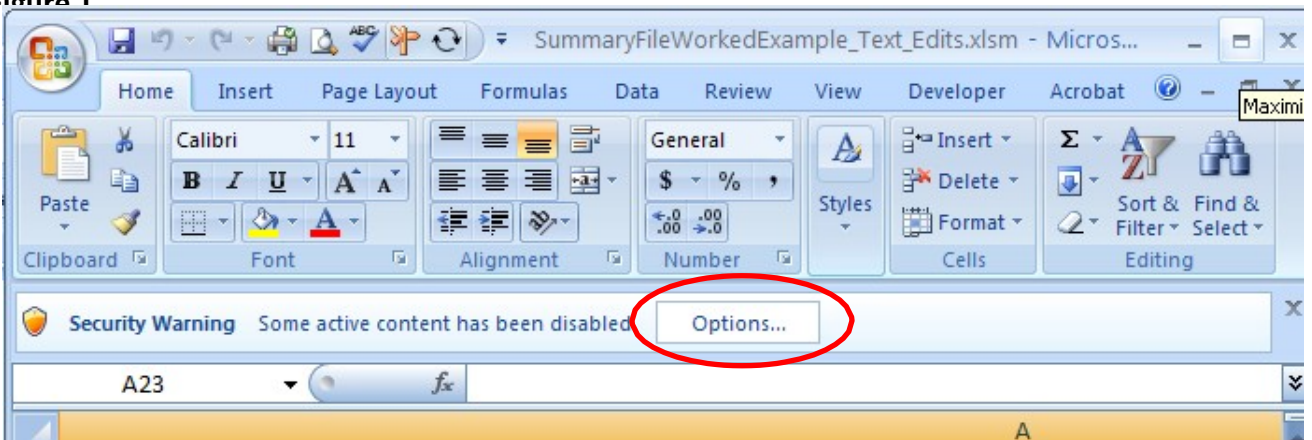 Figure 1
SummaryFileWorkedExample_Text_Edits.xlsm - Micros...
Home Insert Page Layout Formulas Data Review View Developer Acrobat
Maximi
Calibri 11 General Insert
B I U A A $ % , Delete
Paste Styles Sort & Find &
Format Filter Select
Clipboard Font Alignment Number Cells Editing
Security Warning Some active content has been disabled Options...
A23 fx
A